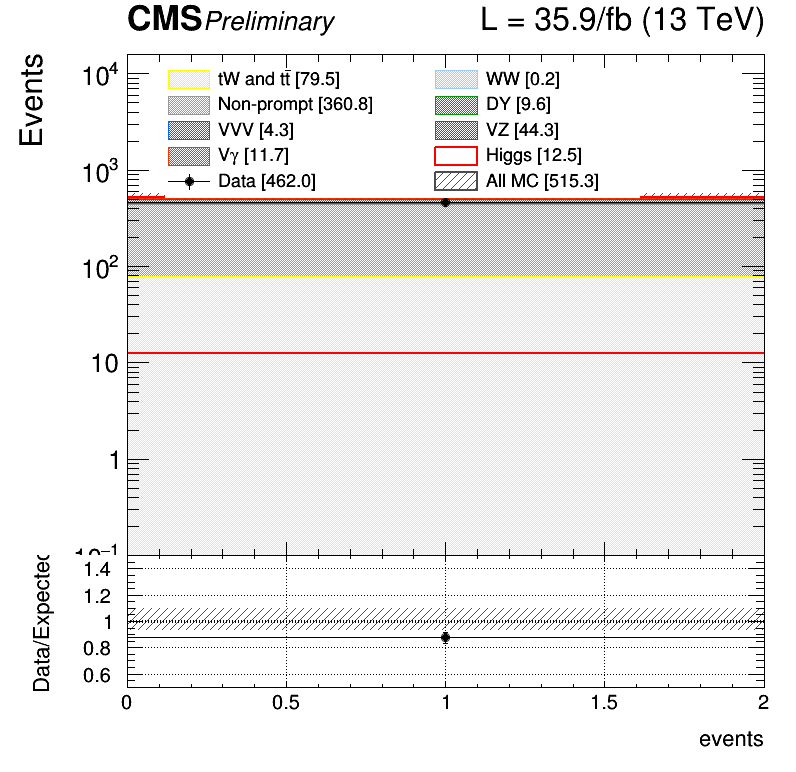 CMS Preliminary L = 35.9/fb (13 TeV)
Events
10⁴
10³
10²
10
1
10⁻¹
tW and tt̄ [79.5]
WW [0.2]
Non-prompt [360.8]
DY [9.6]
VVV [4.3]
VZ [44.3]
Vγ [11.7]
Higgs [12.5]
Data [462.0]
All MC [515.3]
Data/Expected
1.4
1.2
1
0.8
0.6
0 0.5 1 1.5 2
events